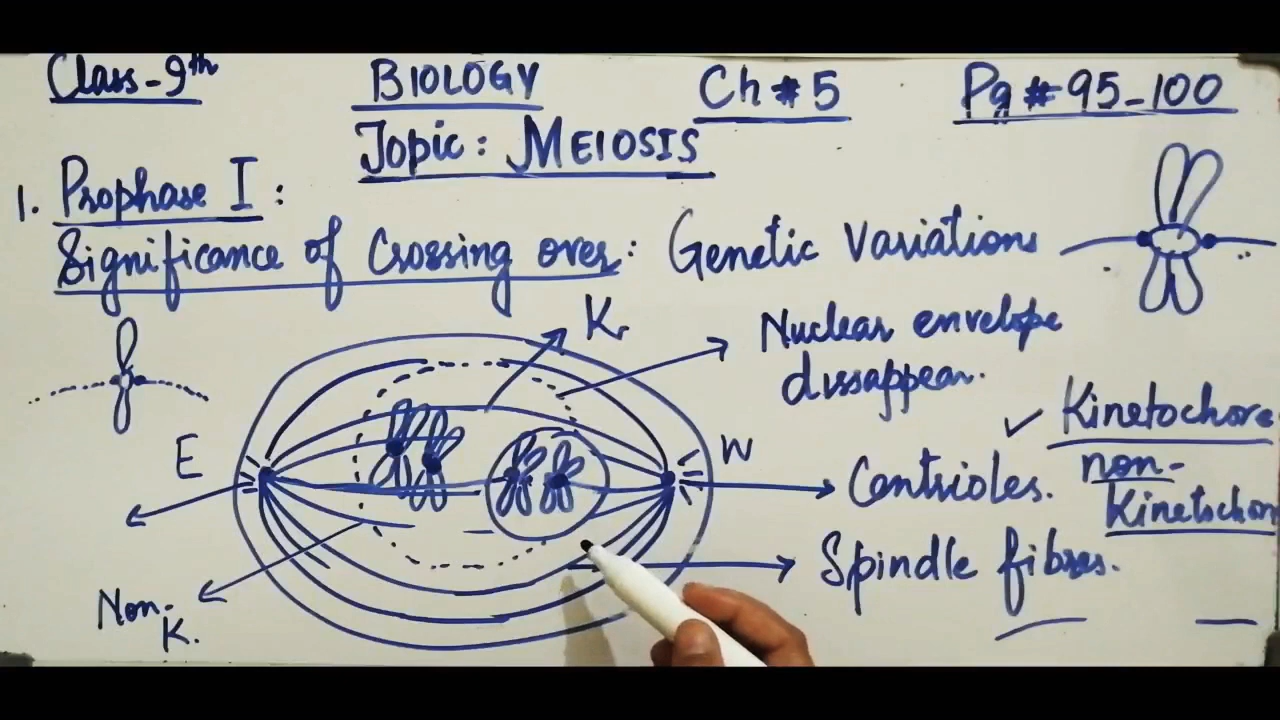 Class-9th BIOLOGY Ch # 5 Pg # 95-100
Topic: MEIOSIS
1. Prophase I:
Significance of Crossing over: Genetic Variations
K.
Nuclear envelope
dissappear.
✓ Kinetochore
E
W
Centrioles.
non-
Kinetochor
Spindle fibres.
Non-
K.